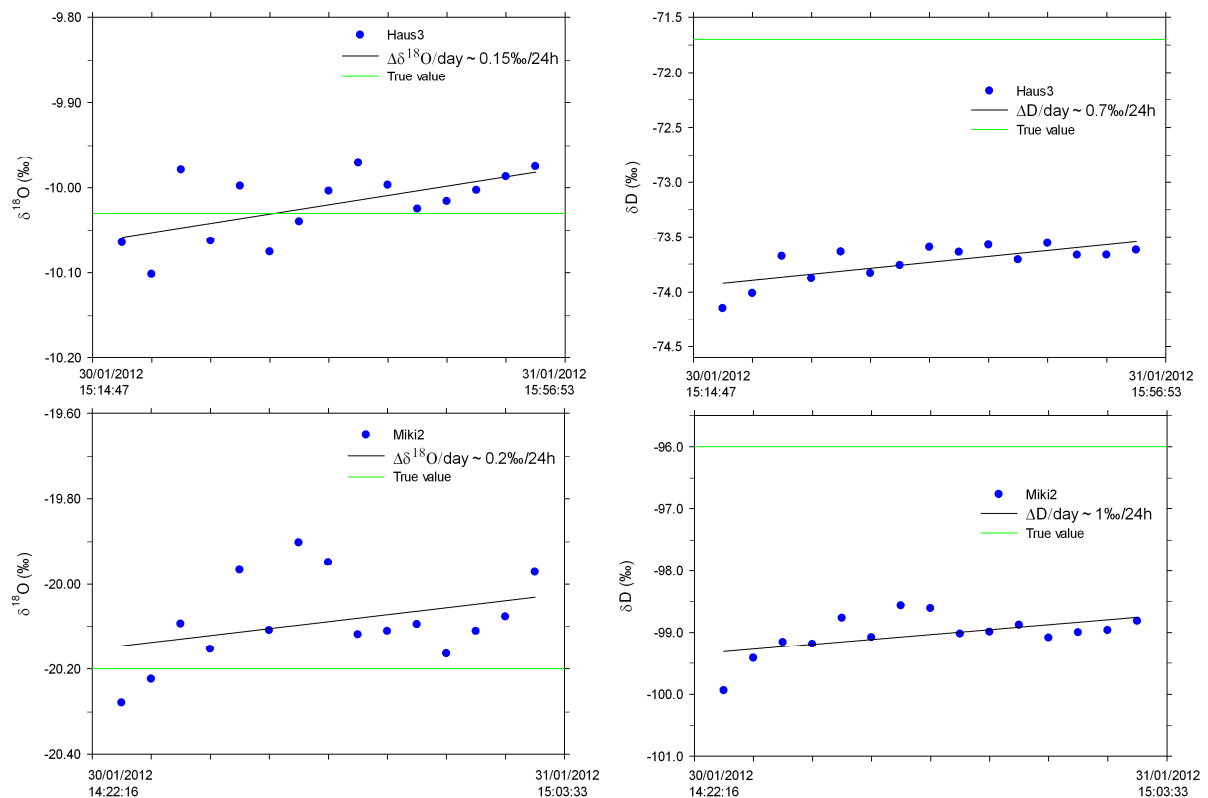 -9.80
-9.90
-10.00
-10.10
-10.20
δ¹⁸O (‰)
Haus3
Δδ¹⁸O/day ~ 0.15‰/24h
True value
30/01/2012
15:14:47
31/01/2012
15:56:53
-71.5
-72.0
-72.5
-73.0
-73.5
-74.0
-74.5
δD (‰)
Haus3
ΔD/day ~ 0.7‰/24h
True value
30/01/2012
15:14:47
31/01/2012
15:56:53
-19.60
-19.80
-20.00
-20.20
-20.40
δ¹⁸O (‰)
Miki2
Δδ¹⁸O/day ~ 0.2‰/24h
True value
30/01/2012
14:22:16
31/01/2012
15:03:33
-96.0
-97.0
-98.0
-99.0
-100.0
-101.0
δD (‰)
Miki2
ΔD/day ~ 1‰/24h
True value
30/01/2012
14:22:16
31/01/2012
15:03:33